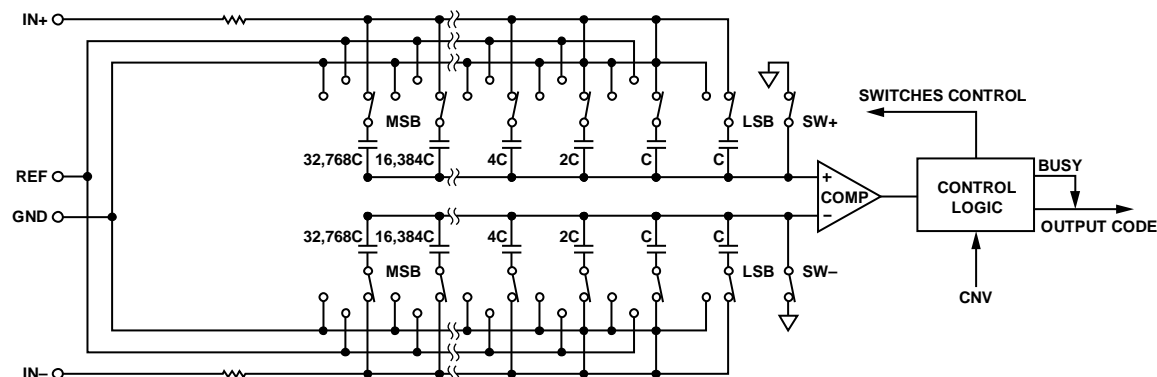 IN+
SWITCHES CONTROL
MSB
LSB
SW+
32,768C 16,384C 4C 2C C C
BUSY
REF
+
COMP
CONTROL
LOGIC
GND
–
OUTPUT CODE
32,768C 16,384C 4C 2C C C
MSB
LSB
SW–
CNV
IN–